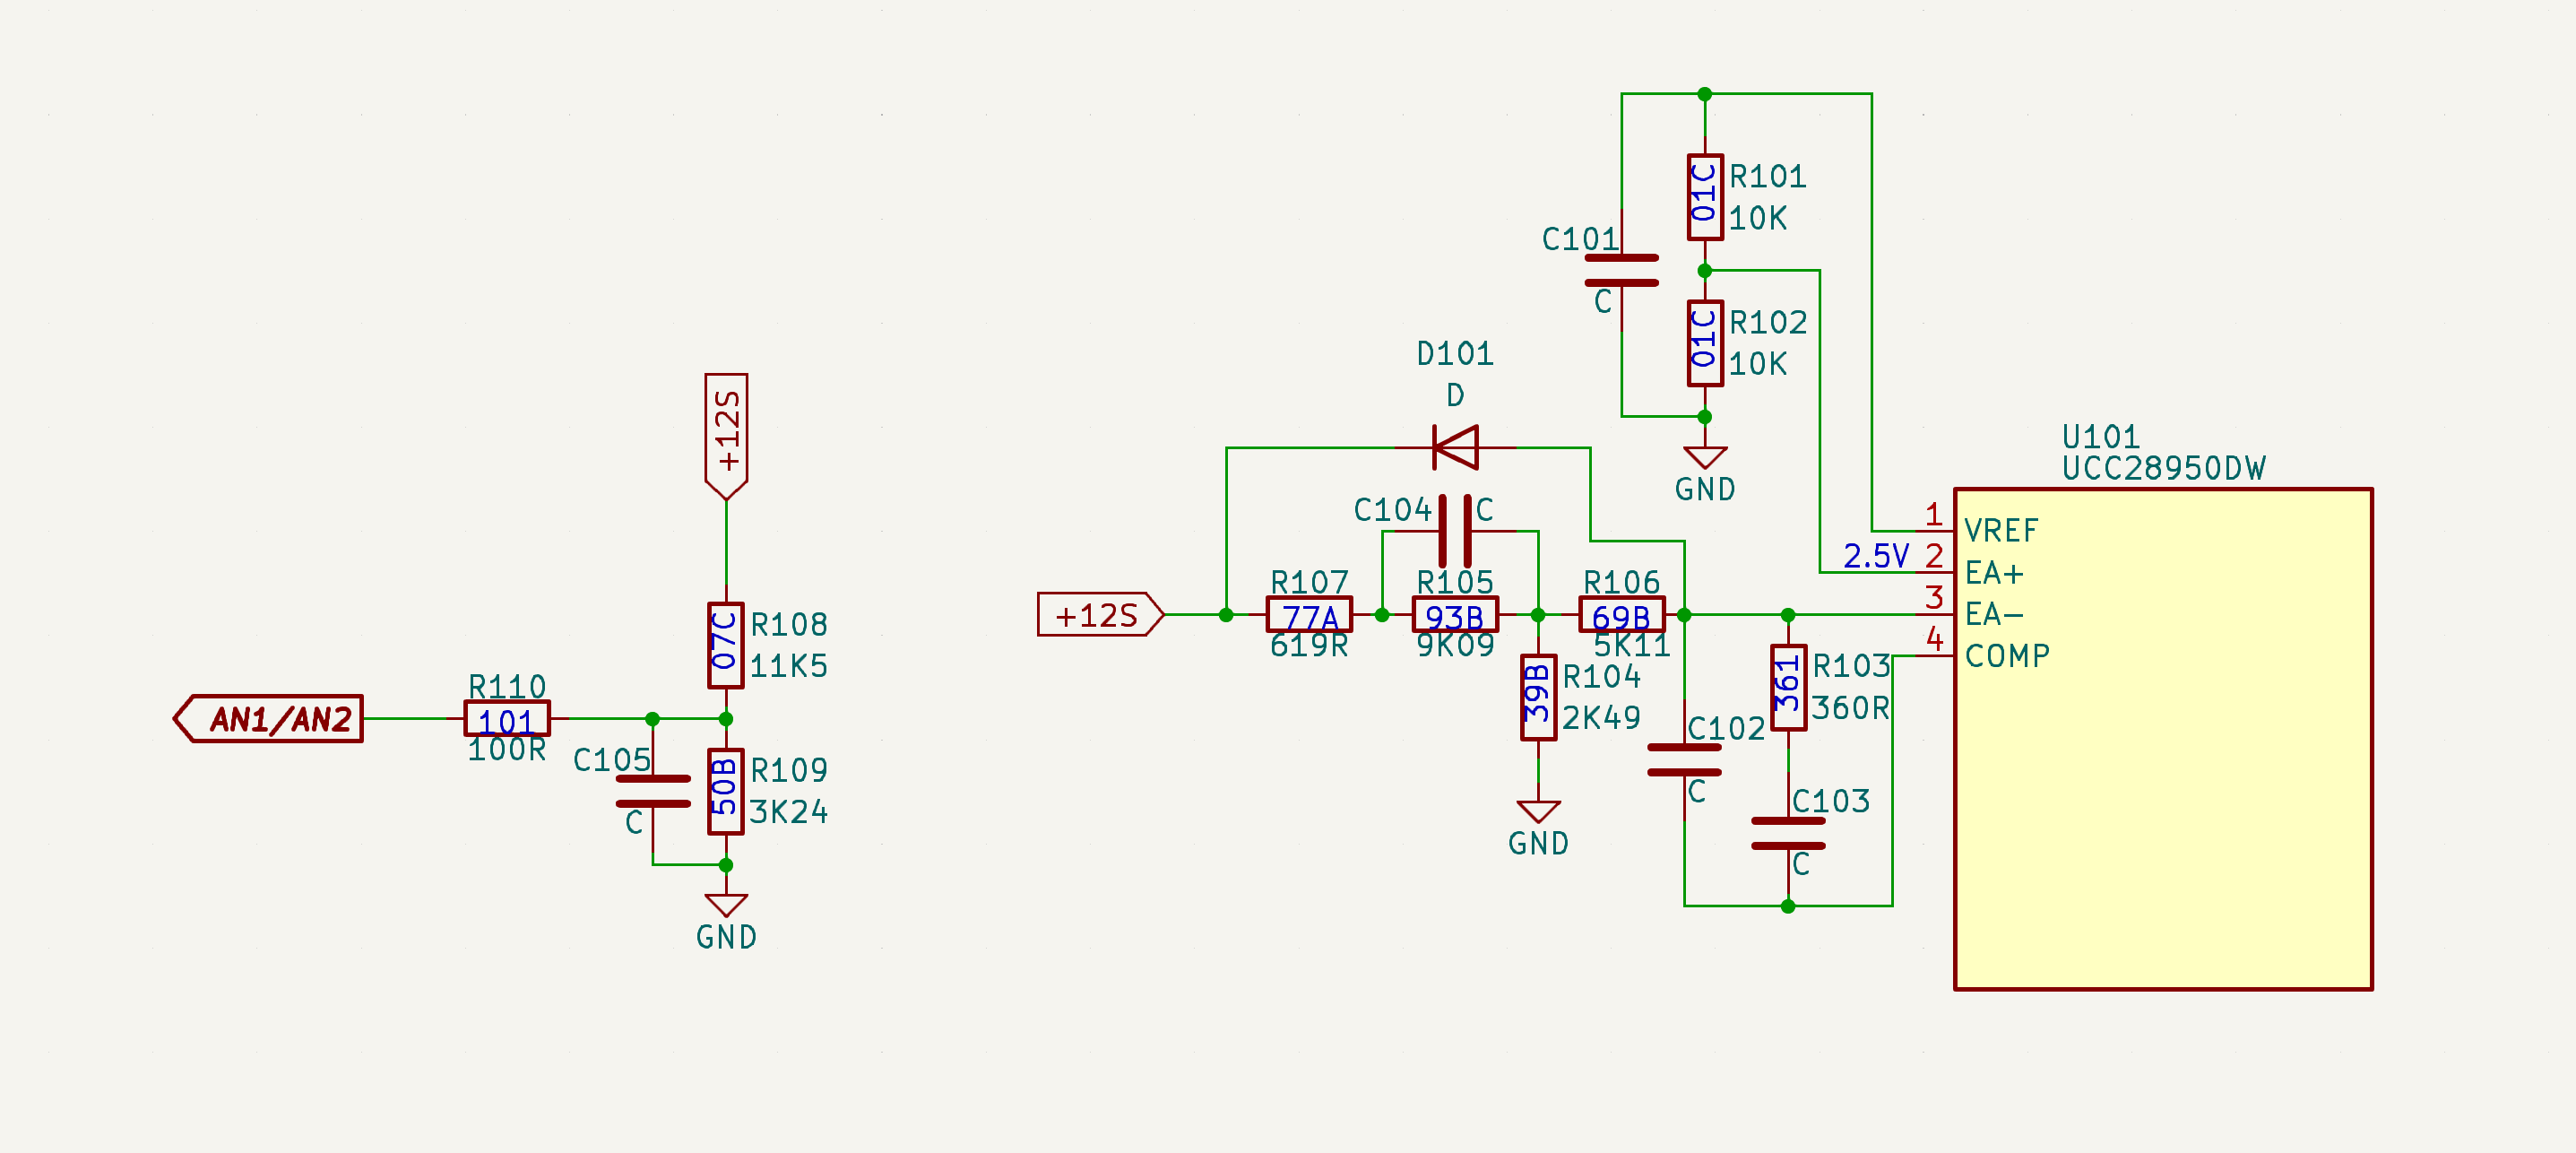 +12S
R108
07C
11K5
R110
101
100R
AN1/AN2
C105
C
R109
50B
3K24
GND
C101
C
R101
01C
10K
R102
01C
10K
GND
D101
D
C104
C
+12S
R107
77A
619R
R105
93B
9K09
R106
69B
5K11
R104
39B
2K49
GND
C102
C
R103
361
360R
C103
C
U101
UCC28950DW
1
VREF
2.5V
2
EA+
3
EA-
4
COMP